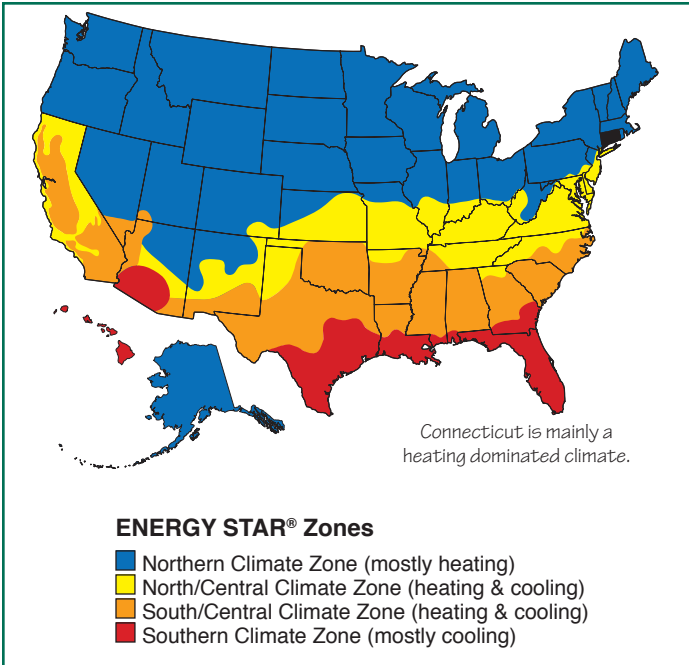 Connecticut is mainly a
heating dominated climate.
ENERGY STAR® Zones
Northern Climate Zone (mostly heating)
North/Central Climate Zone (heating & cooling)
South/Central Climate Zone (heating & cooling)
Southern Climate Zone (mostly cooling)